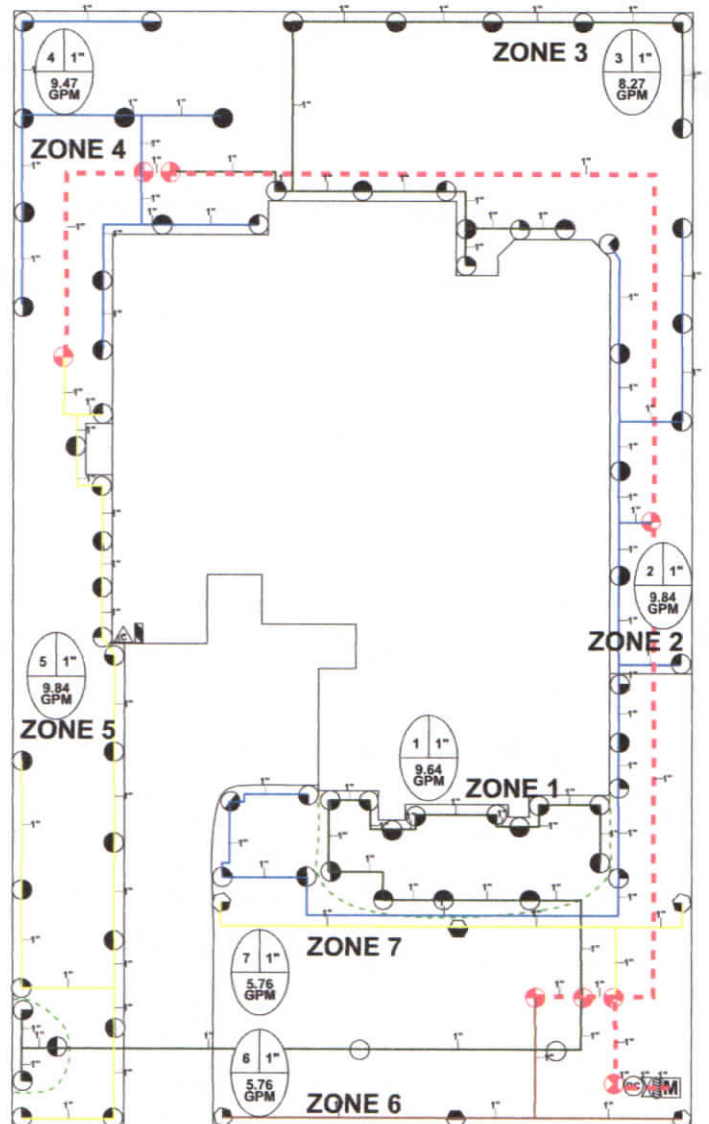 ZONE 3
4 1"
9.47
GPM
3 1"
8.27
GPM
ZONE 4
2 1"
9.84
GPM
ZONE 2
5 1"
9.84
GPM
ZONE 5
1 1"
9.64
GPM
ZONE 1
ZONE 7
7 1"
5.76
GPM
6 1"
5.76
GPM
ZONE 6
M